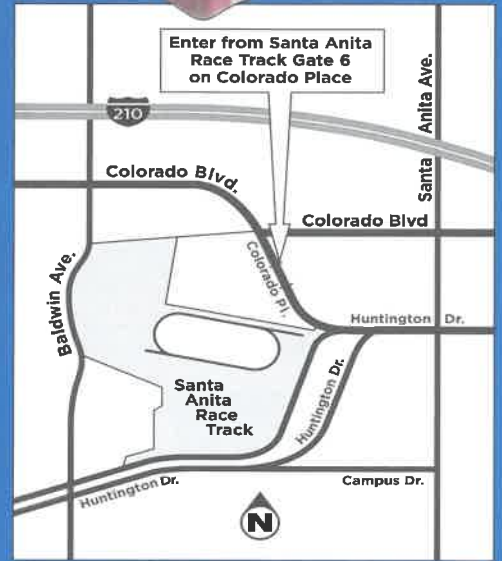 Enter from Santa Anita
Race Track Gate 6
on Colorado Place
Santa Anita Ave.
210
Colorado Blvd.
Colorado Blvd
Baldwin Ave.
Colorado Pl.
Huntington Dr.
Santa
Anita
Race
Track
Huntington Dr.
Huntington Dr.
Campus Dr.
N